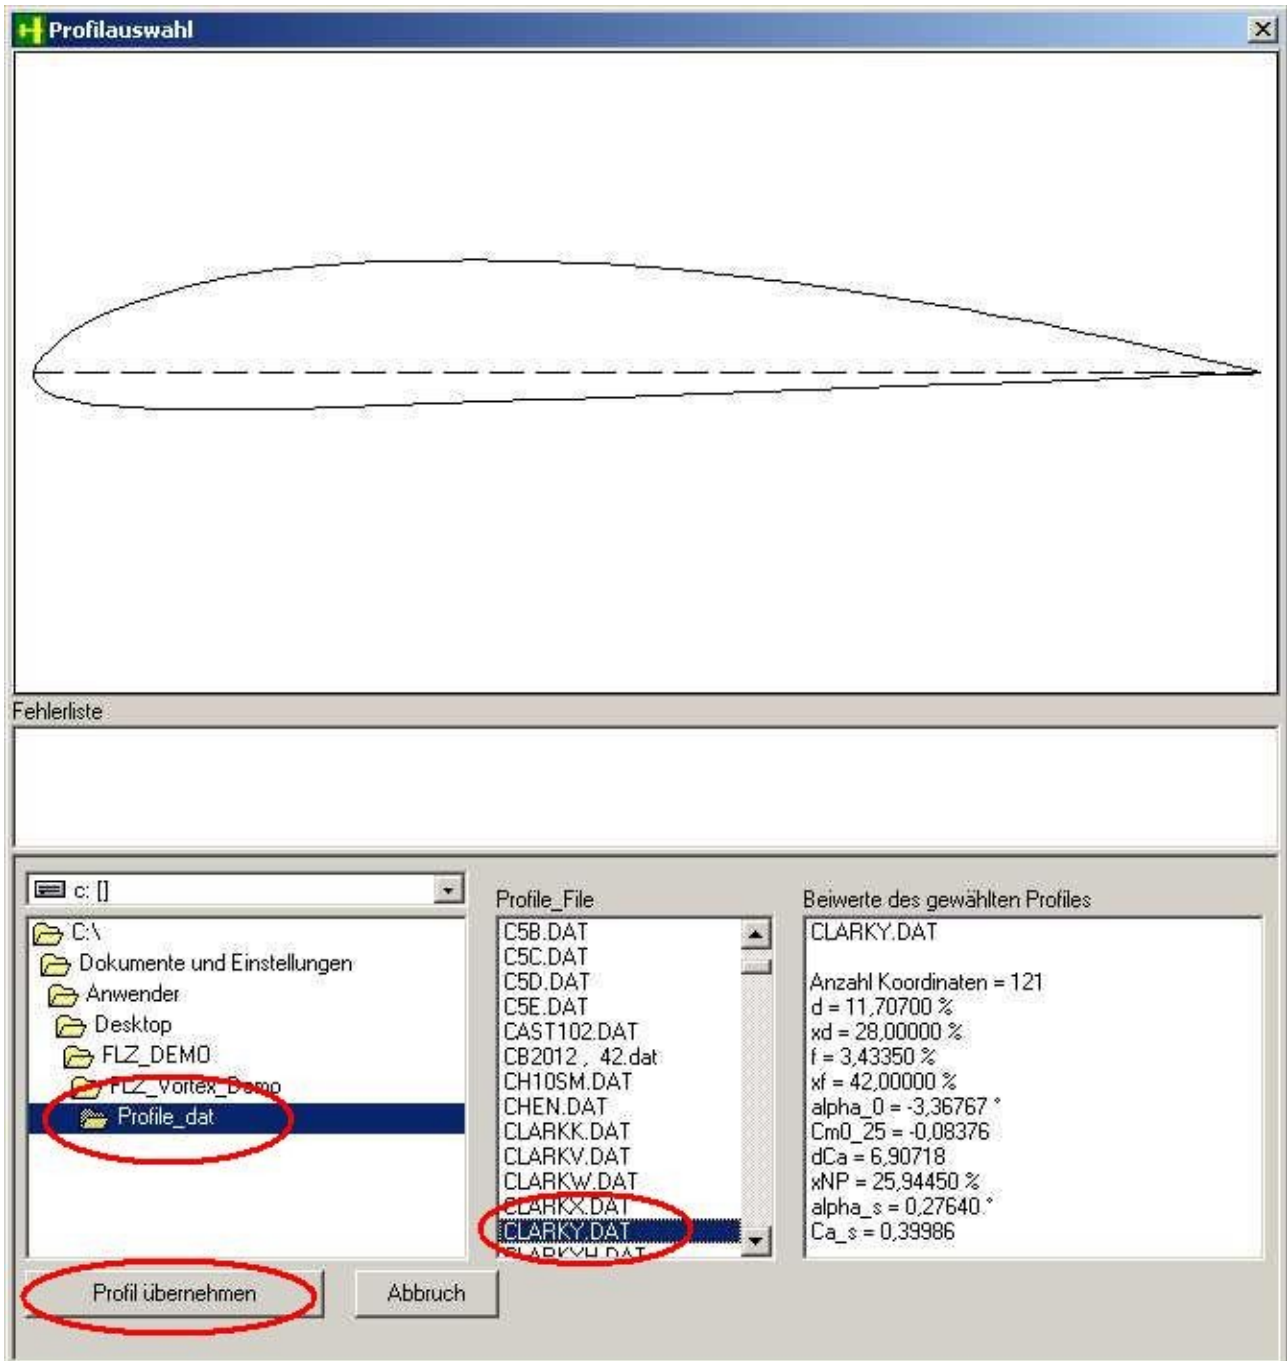 Profilauswahl
Fehlerliste
c: []
C:\
Dokumente und Einstellungen
Anwender
Desktop
FLZ_DEMO
FLZ_Vortex_Demo
Profile_dat
Profile_File
C5B.DAT
C5C.DAT
C5D.DAT
C5E.DAT
CAST102.DAT
CB2012 , 42.dat
CH10SM.DAT
CHEN.DAT
CLARKK.DAT
CLARKV.DAT
CLARKW.DAT
CLARKX.DAT
CLARKY.DAT
CLARKYH.DAT
Beiwerte des gewählten Profiles
CLARKY.DAT
Anzahl Koordinaten = 121
d = 11,70700 %
xd = 28,00000 %
f = 3,43350 %
xf = 42,00000 %
alpha_0 = -3,36767 °
Cm0_25 = -0,08376
dCa = 6,90718
xNP = 25,94450 %
alpha_s = 0,27640 °
Ca_s = 0,39986
Profil übernehmen
Abbruch